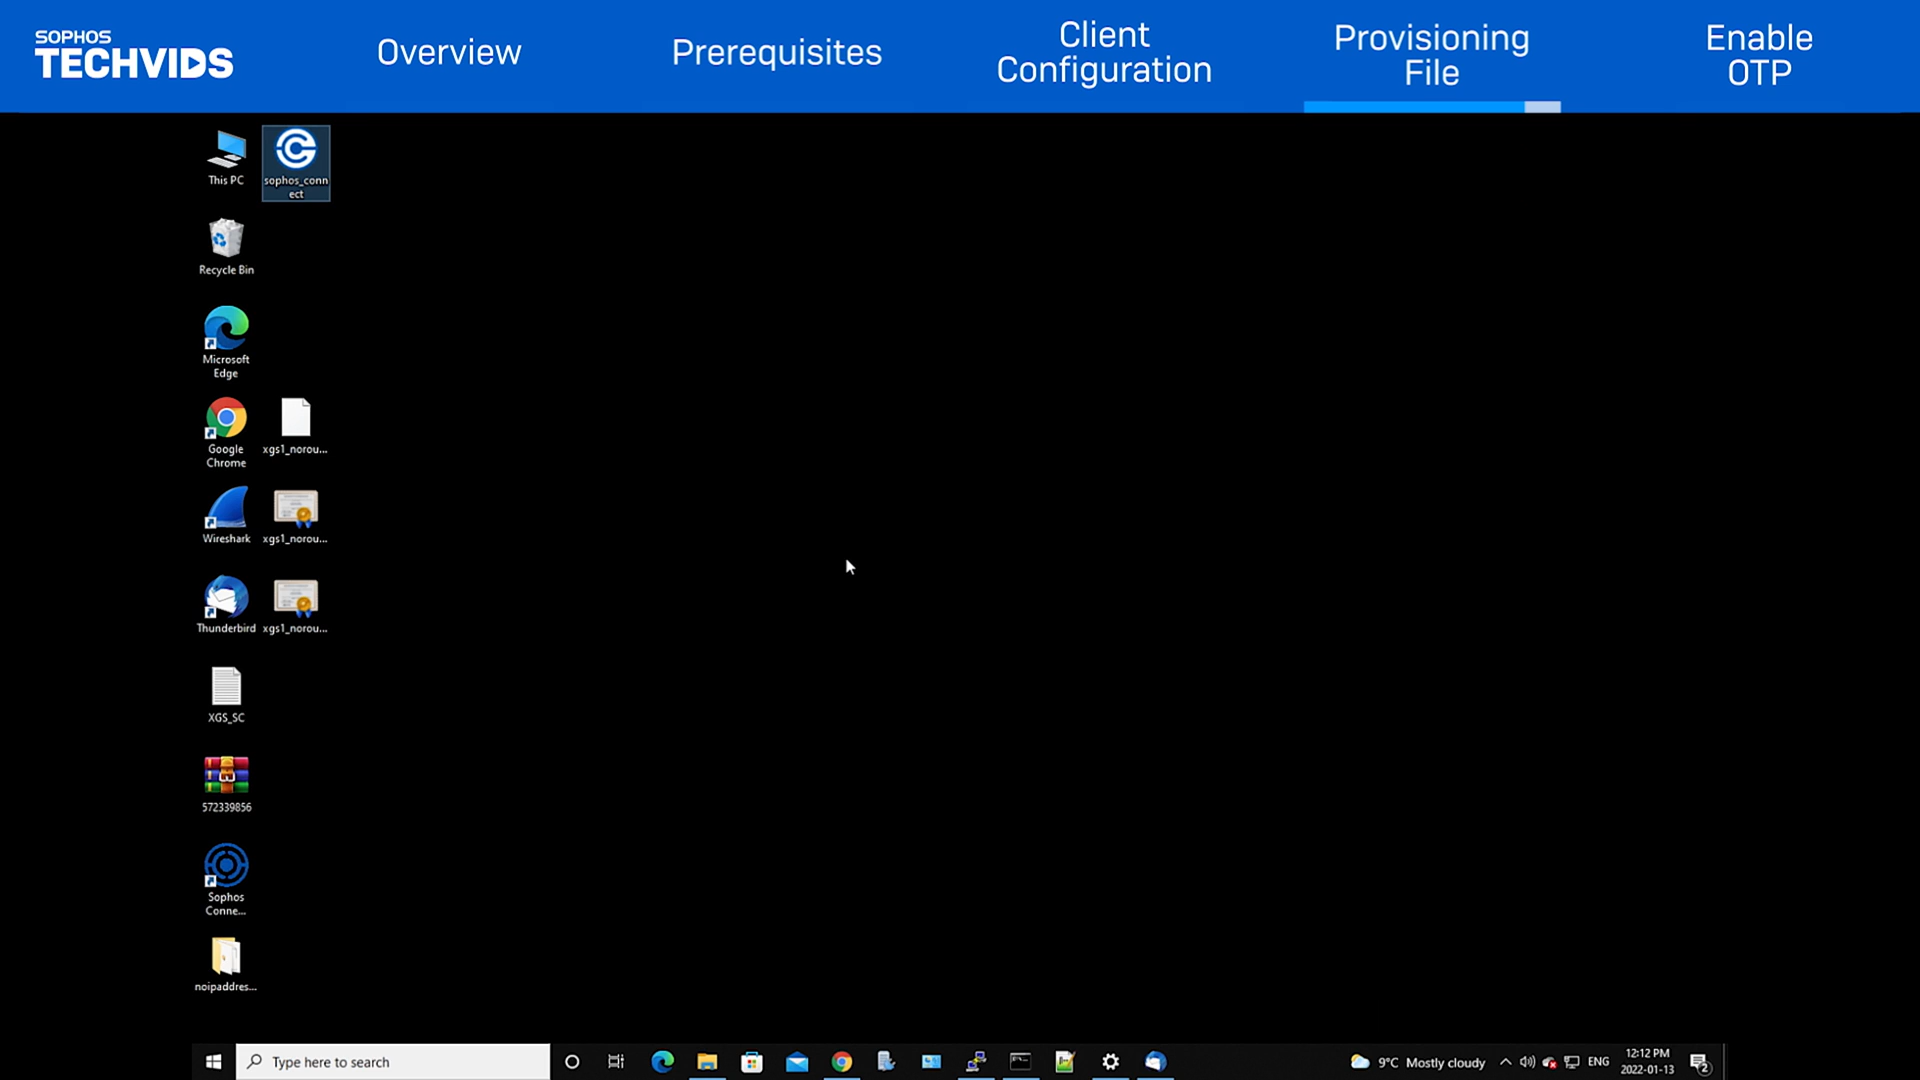 SOPHOS
TECHVIDS
Overview
Prerequisites
Client
Configuration
Provisioning
File
Enable
OTP
This PC
sophos_conn
ect
Recycle Bin
Microsoft
Edge
Google
Chrome
xgs1_norou...
Wireshark
xgs1_norou...
Thunderbird
xgs1_norou...
XGS_SC
572339856
Sophos
Conne...
noipaddres...
Type here to search
9°C Mostly cloudy
ENG
12:12 PM
2022-01-13
2